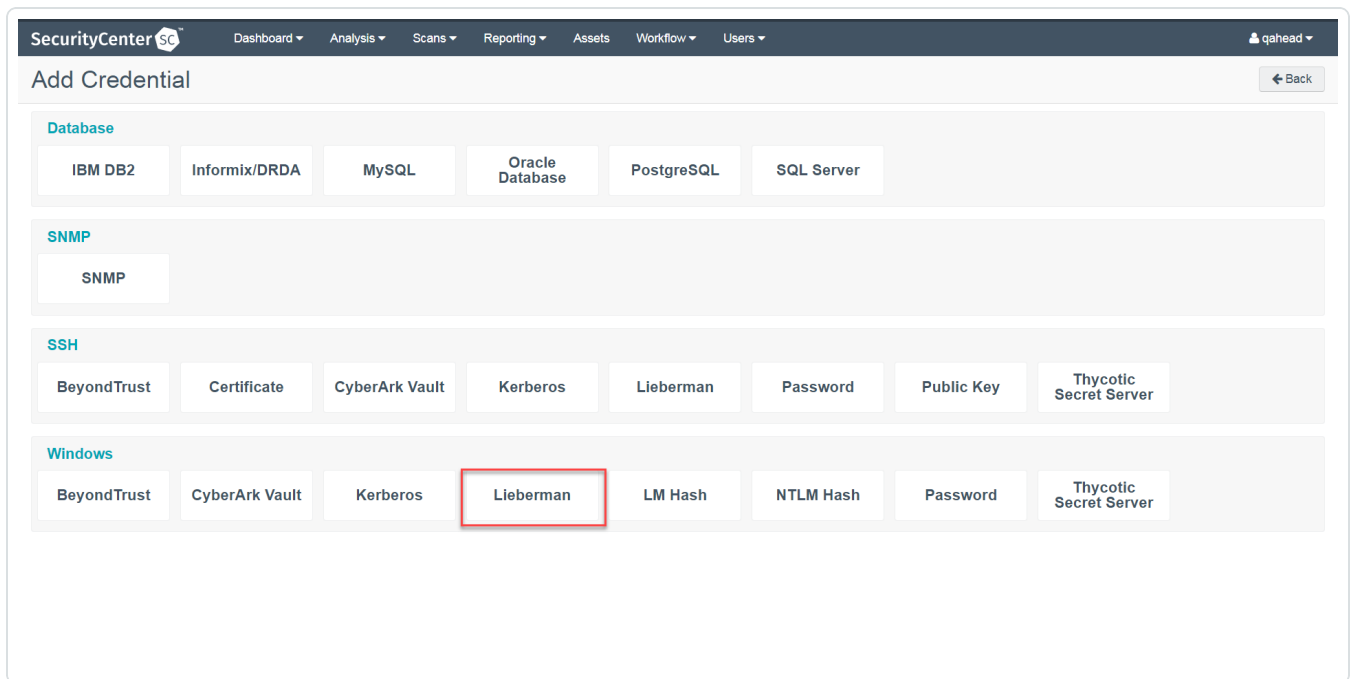 SecurityCenter SC Dashboard Analysis Scans Reporting Assets Workflow Users qahead
Add Credential Back
Database
IBM DB2 Informix/DRDA MySQL Oracle Database PostgreSQL SQL Server
SNMP
SNMP
SSH
BeyondTrust Certificate CyberArk Vault Kerberos Lieberman Password Public Key Thycotic Secret Server
Windows
BeyondTrust CyberArk Vault Kerberos Lieberman LM Hash NTLM Hash Password Thycotic Secret Server